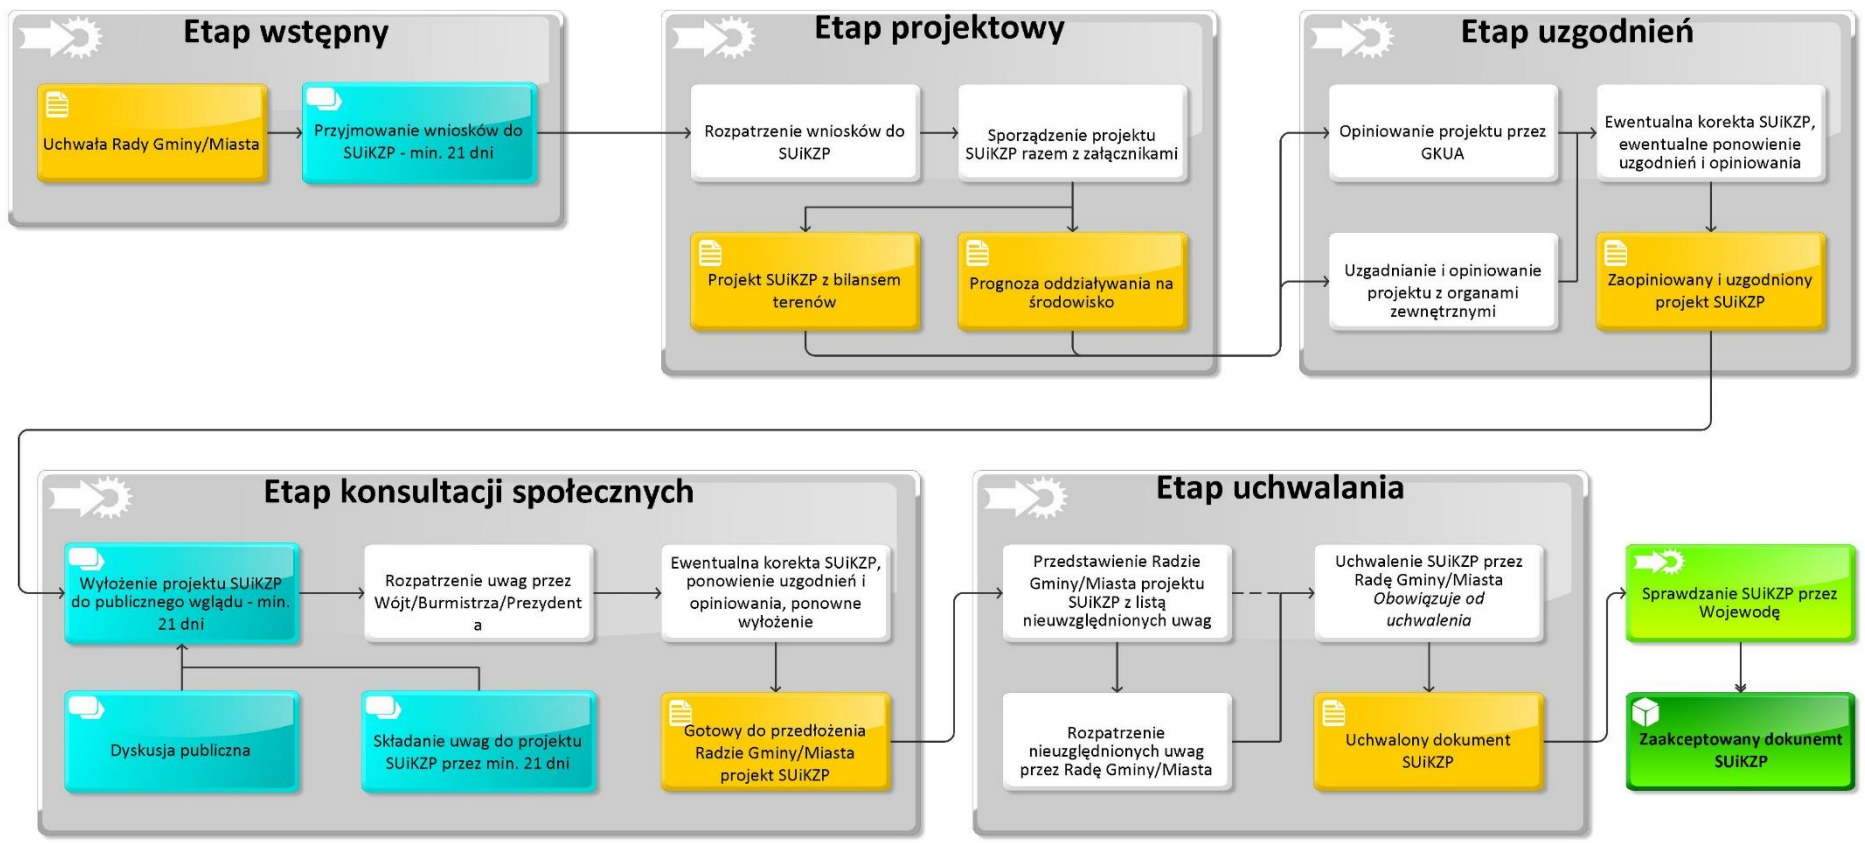 Etap wstępny
Uchwała Rady Gminy/Miasta
Przyjmowanie wniosków do
SUiKZP - min. 21 dni
Etap projektowy
Rozpatrzenie wniosków do
SUiKZP
Sporządzenie projektu
SUiKZP razem z załącznikami
Projekt SUiKZP z bilansem
terenów
Prognoza oddziaływania na
środowisko
Etap uzgodnień
Opiniowanie projektu przez
GKUA
Ewentualna korekta SUiKZP,
ewentualne ponowienie
uzgodnień i opiniowania
Uzgadnianie i opiniowanie
projektu z organami
zewnętrznymi
Zaopiniowany i uzgodniony
projekt SUiKZP
Etap konsultacji społecznych
Wyłożenie projektu SUiKZP
do publicznego wglądu - min.
21 dni
Rozpatrzenie uwag przez
Wójt/Burmistrza/Prezydent
a
Ewentualna korekta SUiKZP,
ponowienie uzgodnień i
opiniowania, ponowne
wyłożenie
Dyskusja publiczna
Składanie uwag do projektu
SUiKZP przez min. 21 dni
Gotowy do przedłożenia
Radzie Gminy/Miasta
projekt SUiKZP
Etap uchwalania
Przedstawienie Radzie
Gminy/Miasta projektu
SUiKZP z listą
nieuwzględnionych uwag
Uchwalenie SUiKZP przez
Radę Gminy/Miasta
Obowiązuje od
uchwalenia
Rozpatrzenie
nieuzględnionych uwag
przez Radę Gminy/Miasta
Uchwalony dokument
SUiKZP
Sprawdzanie SUiKZP przez
Wojewodę
Zaakceptowany dokunemt
SUiKZP